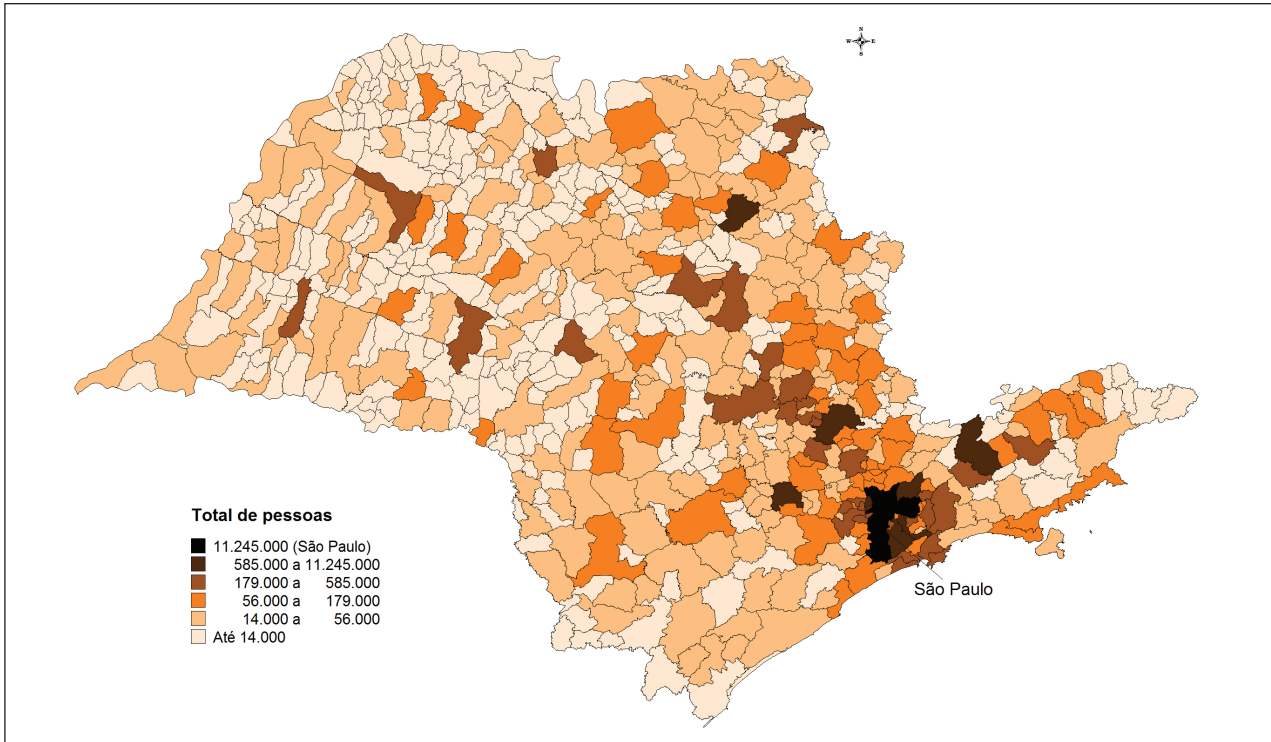 N
W E
S
São Paulo
Total de pessoas
11.245.000 (São Paulo)
585.000 a 11.245.000
179.000 a 585.000
56.000 a 179.000
14.000 a 56.000
Até 14.000